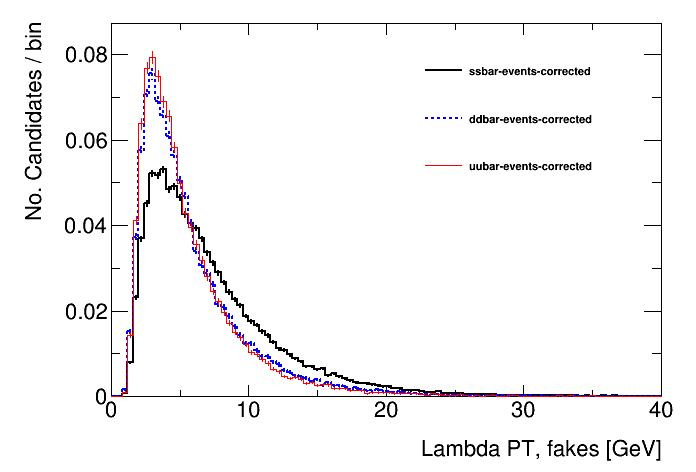 No. Candidates / bin
0.08
0.06
0.04
0.02
0
ssbar-events-corrected
ddbar-events-corrected
uubar-events-corrected
0 10 20 30 40
Lambda PT, fakes [GeV]